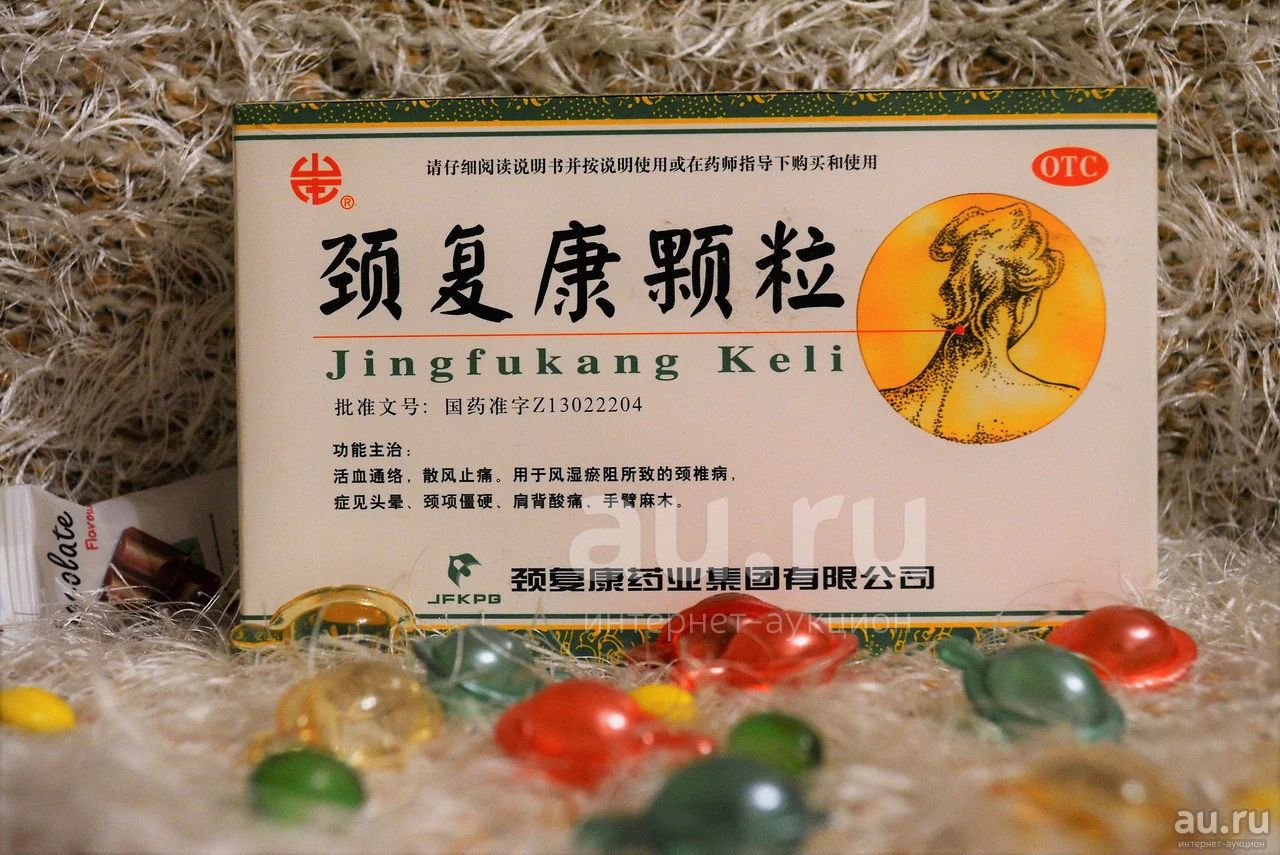 请仔细阅读说明书并按说明使用或在药师指导下购买和使用
OTC
®
颈复康颗粒
Jingfukang Keli
批准文号：国药准字Z13022204
功能主治：
活血通络，散风止痛。用于风湿瘀阻所致的颈椎病，
症见头晕、颈项僵硬、肩背酸痛、手臂麻木。
JFKPG
颈复康药业集团有限公司
Flavour
au.ru
интернет-аукцион
au.ru
интернет-аукцион